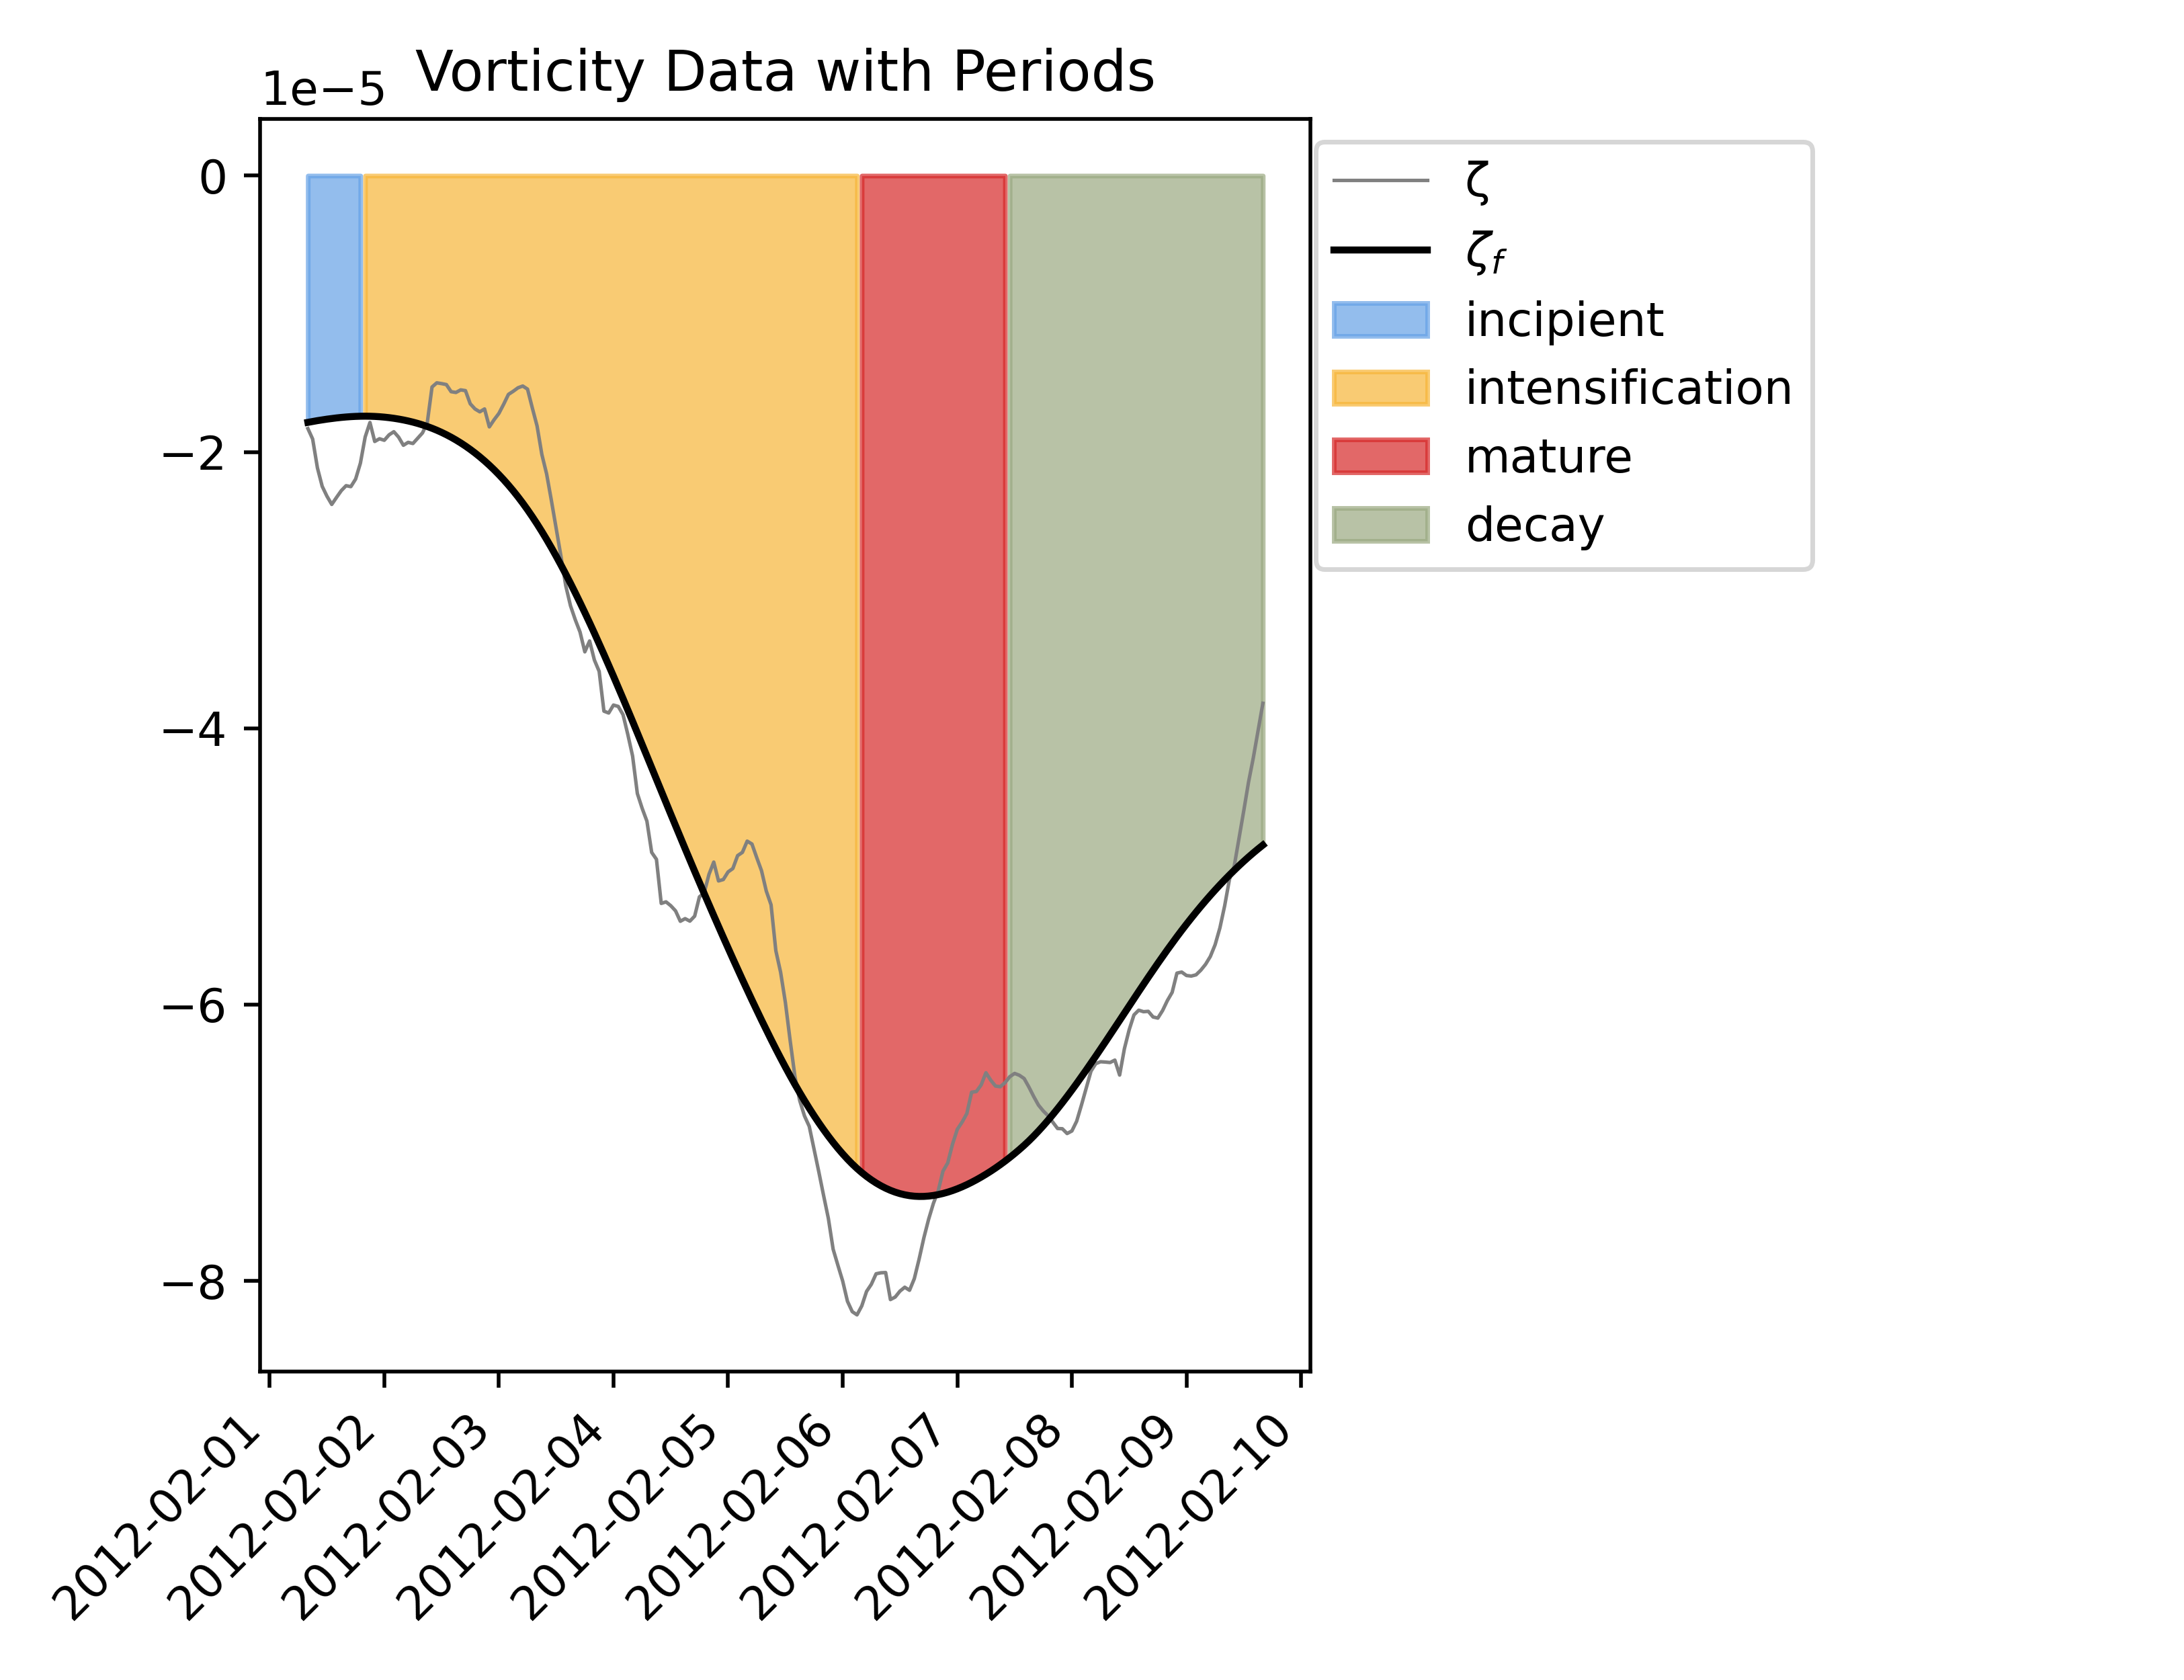 Vorticity Data with Periods
1e−5
0
−2
−4
−6
−8
2012-02-01
2012-02-02
2012-02-03
2012-02-04
2012-02-05
2012-02-06
2012-02-07
2012-02-08
2012-02-09
2012-02-10
ζ
ζf
incipient
intensification
mature
decay